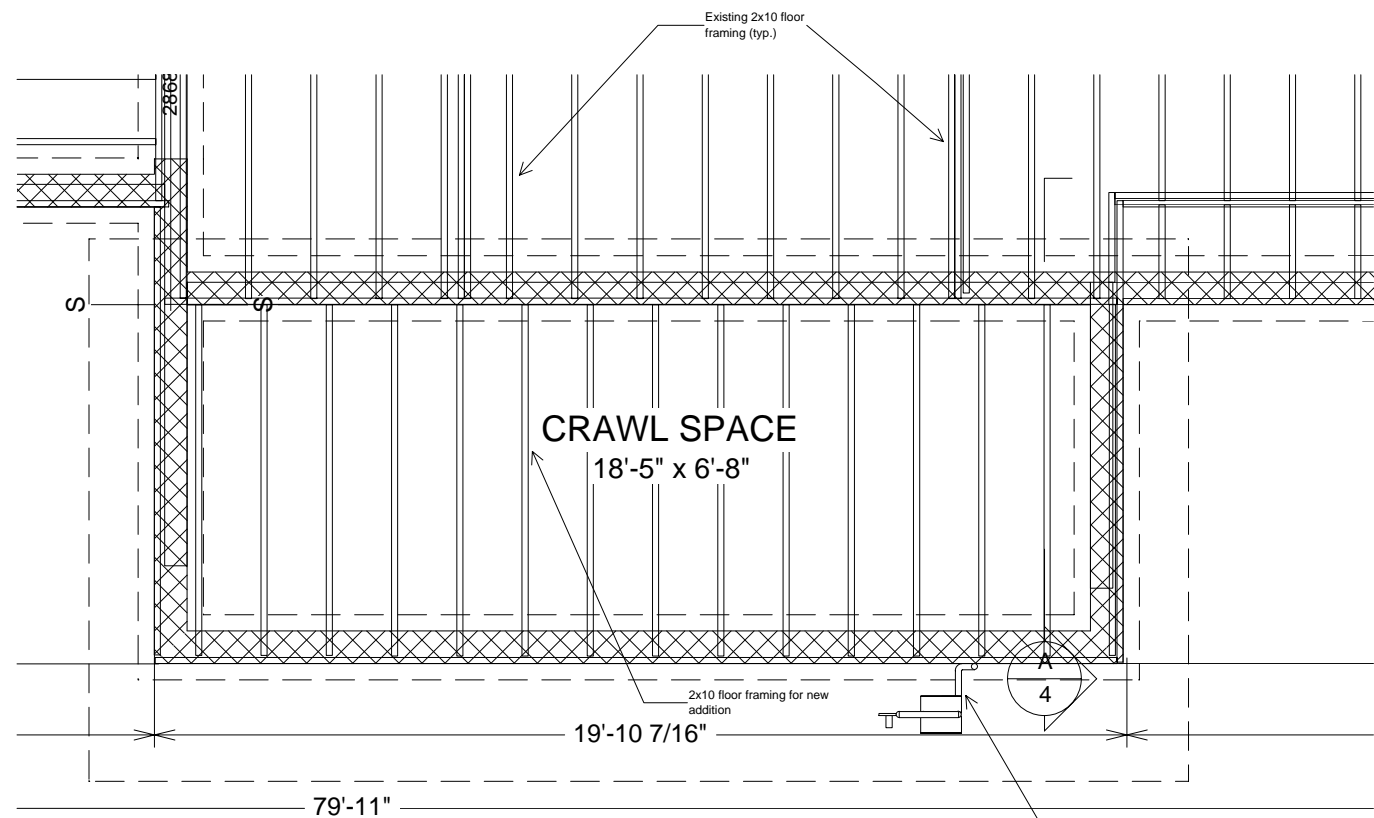 Existing 2x10 floor
framing (typ.)
2868
S
S
CRAWL SPACE
18'-5" x 6'-8"
A
4
2x10 floor framing for new
addition
19'-10 7/16"
79'-11"